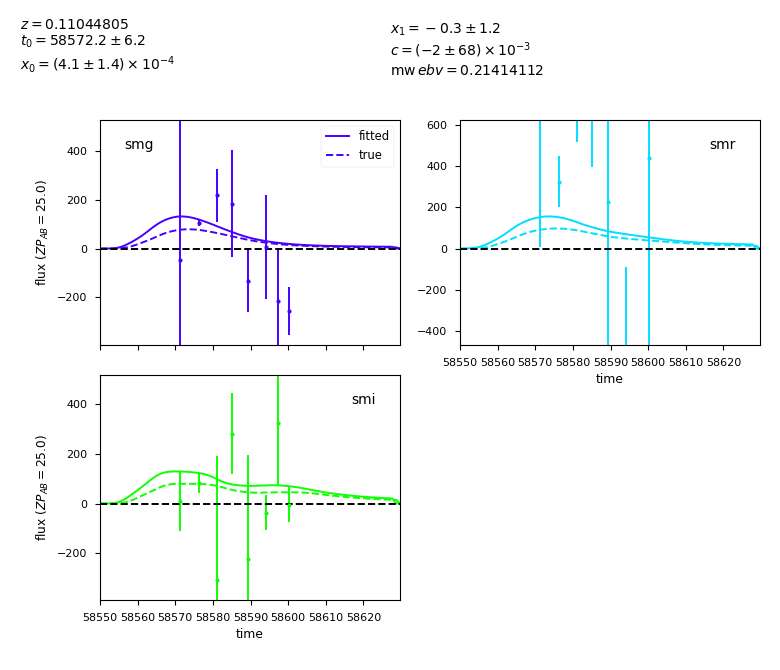 z = 0.11044805
t₀ = 58572.2 ± 6.2
x₀ = (4.1 ± 1.4) × 10⁻⁴
x₁ = −0.3 ± 1.2
c = (−2 ± 68) × 10⁻³
mw ebv = 0.21414112
smg
fitted
true
400
200
0
−200
flux (ZP_AB = 25.0)
smr
600
400
200
0
−200
−400
58550 58560 58570 58580 58590 58600 58610 58620
time
smi
400
200
0
−200
flux (ZP_AB = 25.0)
58550 58560 58570 58580 58590 58600 58610 58620
time